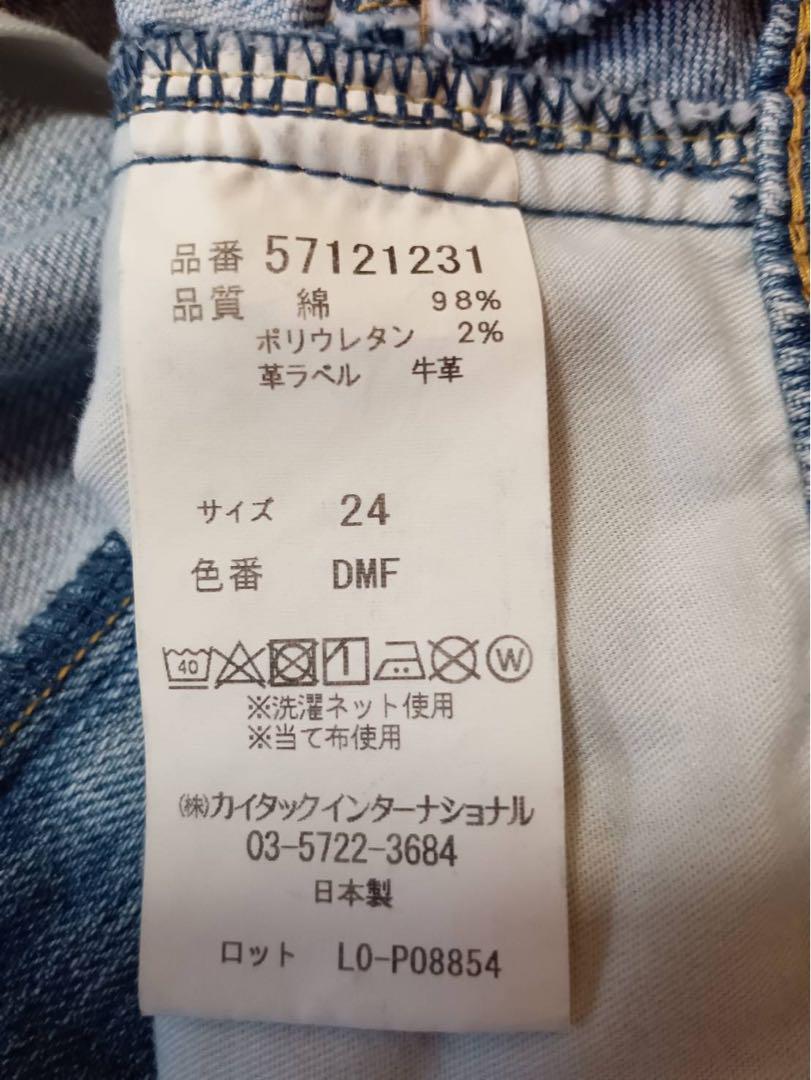 品番 57121231
品質 綿 98%
ポリウレタン 2%
革ラベル 牛革
サイズ 24
色番 DMF
40 W
※洗濯ネット使用
※当て布使用
㈱カイタックインターナショナル
03-5722-3684
日本製
ロット LO-P08854